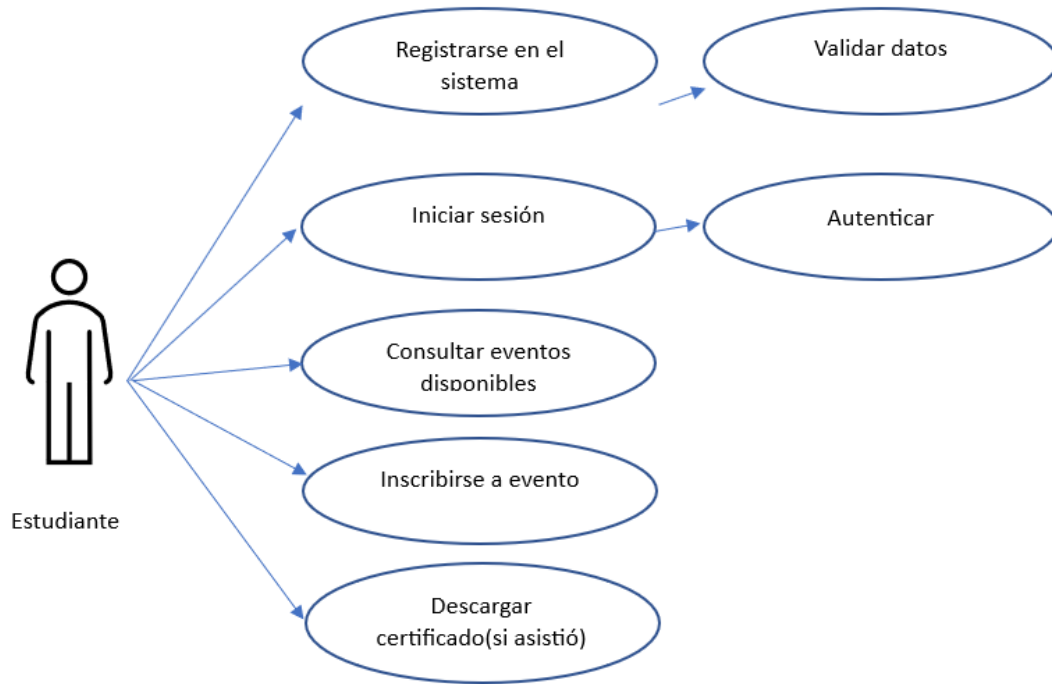 Registrarse en el
sistema
Validar datos
Iniciar sesión
Autenticar
Consultar eventos
disponibles
Inscribirse a evento
Estudiante
Descargar
certificado(si asistió)